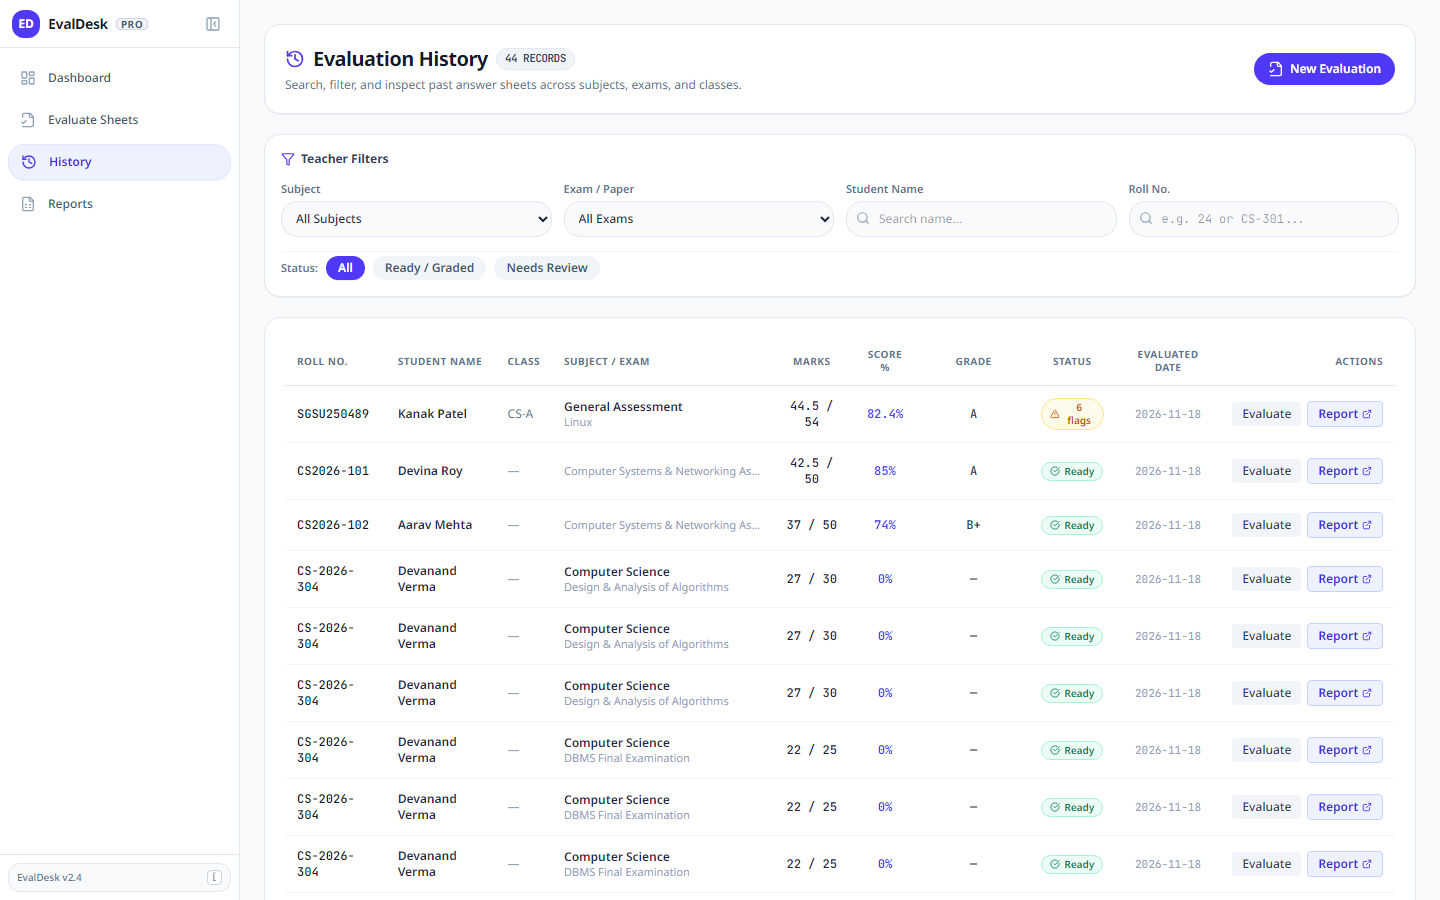 ED EvalDesk PRO
Dashboard
Evaluate Sheets
History
Reports
EvalDesk v2.4 [
Evaluation History 44 RECORDS
Search, filter, and inspect past answer sheets across subjects, exams, and classes.
New Evaluation
Teacher Filters
Subject Exam / Paper Student Name Roll No.
All Subjects All Exams Search name... e.g. 24 or CS-301...
Status: All Ready / Graded Needs Review
ROLL NO. STUDENT NAME CLASS SUBJECT / EXAM MARKS SCORE % GRADE STATUS EVALUATED DATE ACTIONS
SGSU250489 Kanak Patel CS-A General Assessment Linux 44.5 / 54 82.4% A 6 flags 2026-11-18 Evaluate Report
CS2026-101 Devina Roy — Computer Systems & Networking As... 42.5 / 50 85% A Ready 2026-11-18 Evaluate Report
CS2026-102 Aarav Mehta — Computer Systems & Networking As... 37 / 50 74% B+ Ready 2026-11-18 Evaluate Report
CS-2026-304 Devanand Verma — Computer Science Design & Analysis of Algorithms 27 / 30 0% — Ready 2026-11-18 Evaluate Report
CS-2026-304 Devanand Verma — Computer Science Design & Analysis of Algorithms 27 / 30 0% — Ready 2026-11-18 Evaluate Report
CS-2026-304 Devanand Verma — Computer Science Design & Analysis of Algorithms 27 / 30 0% — Ready 2026-11-18 Evaluate Report
CS-2026-304 Devanand Verma — Computer Science DBMS Final Examination 22 / 25 0% — Ready 2026-11-18 Evaluate Report
CS-2026-304 Devanand Verma — Computer Science DBMS Final Examination 22 / 25 0% — Ready 2026-11-18 Evaluate Report
CS-2026-304 Devanand Verma — Computer Science DBMS Final Examination 22 / 25 0% — Ready 2026-11-18 Evaluate Report